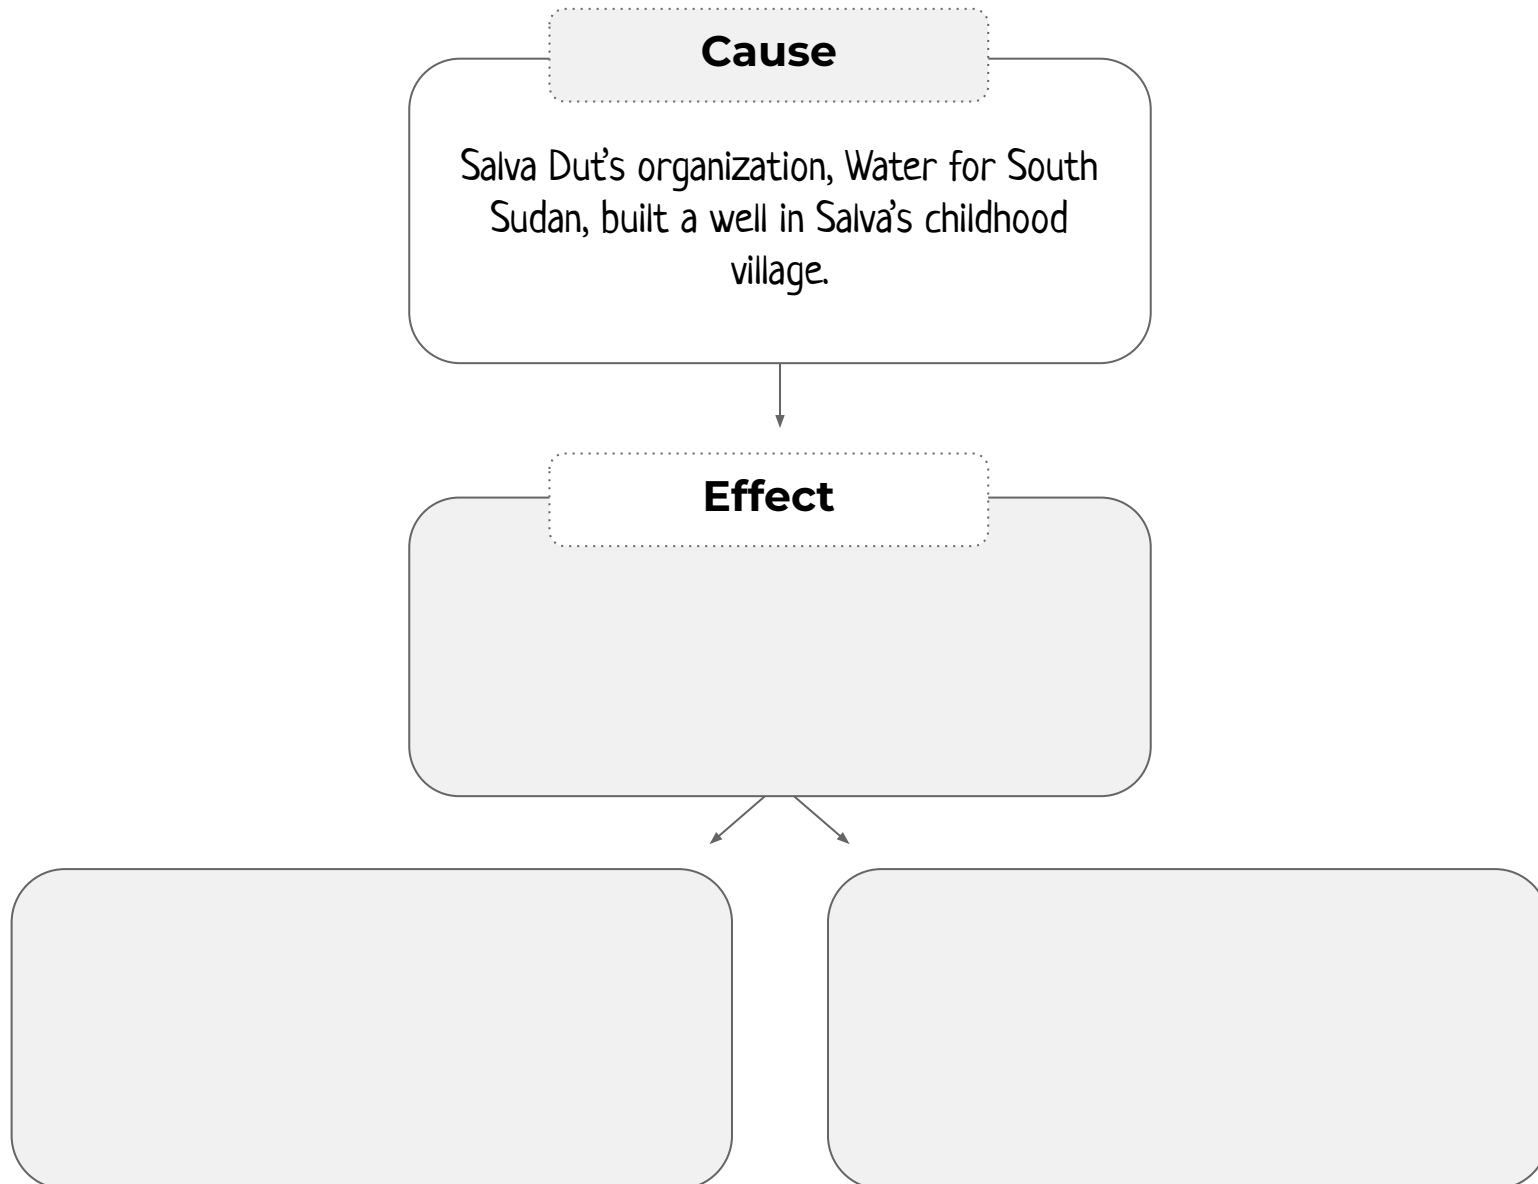 Cause
Salva Dut's organization, Water for South
Sudan, built a well in Salva's childhood
village.
Effect